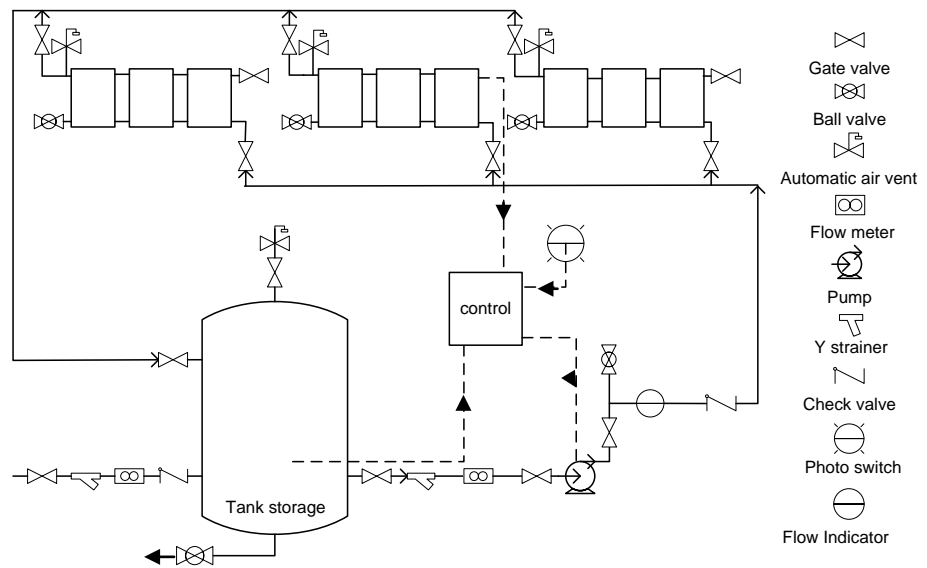 Gate valve
Ball valve
Automatic air vent
Flow meter
Pump
Y strainer
Check valve
Photo switch
Flow Indicator
control
Tank storage